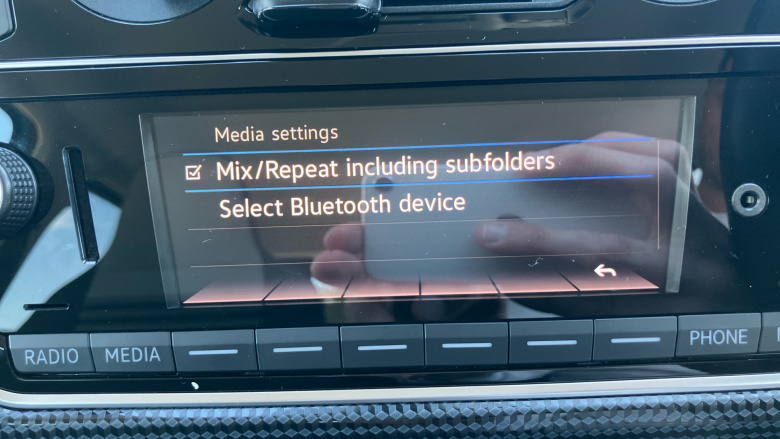 Media settings
Mix/Repeat including subfolders
Select Bluetooth device
RADIO MEDIA PHONE